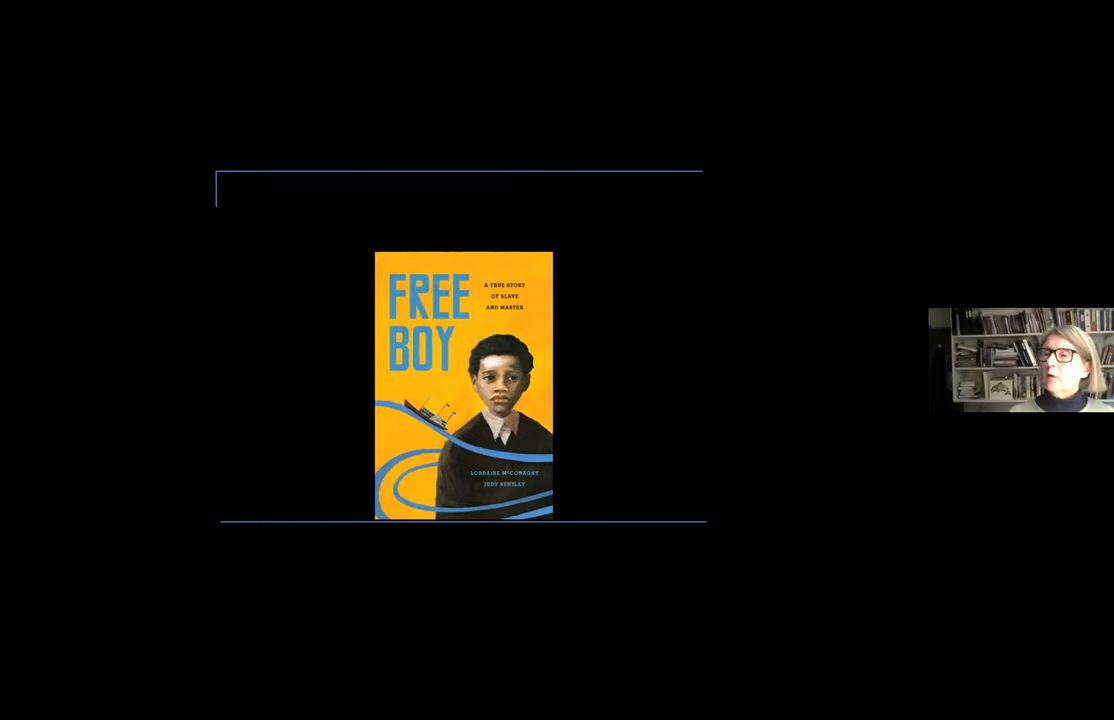 FREE
BOY
A TRUE STORY
OF SLAVE
AND MASTER
LORRAINE McCONAGHY
JUDY BENTLEY